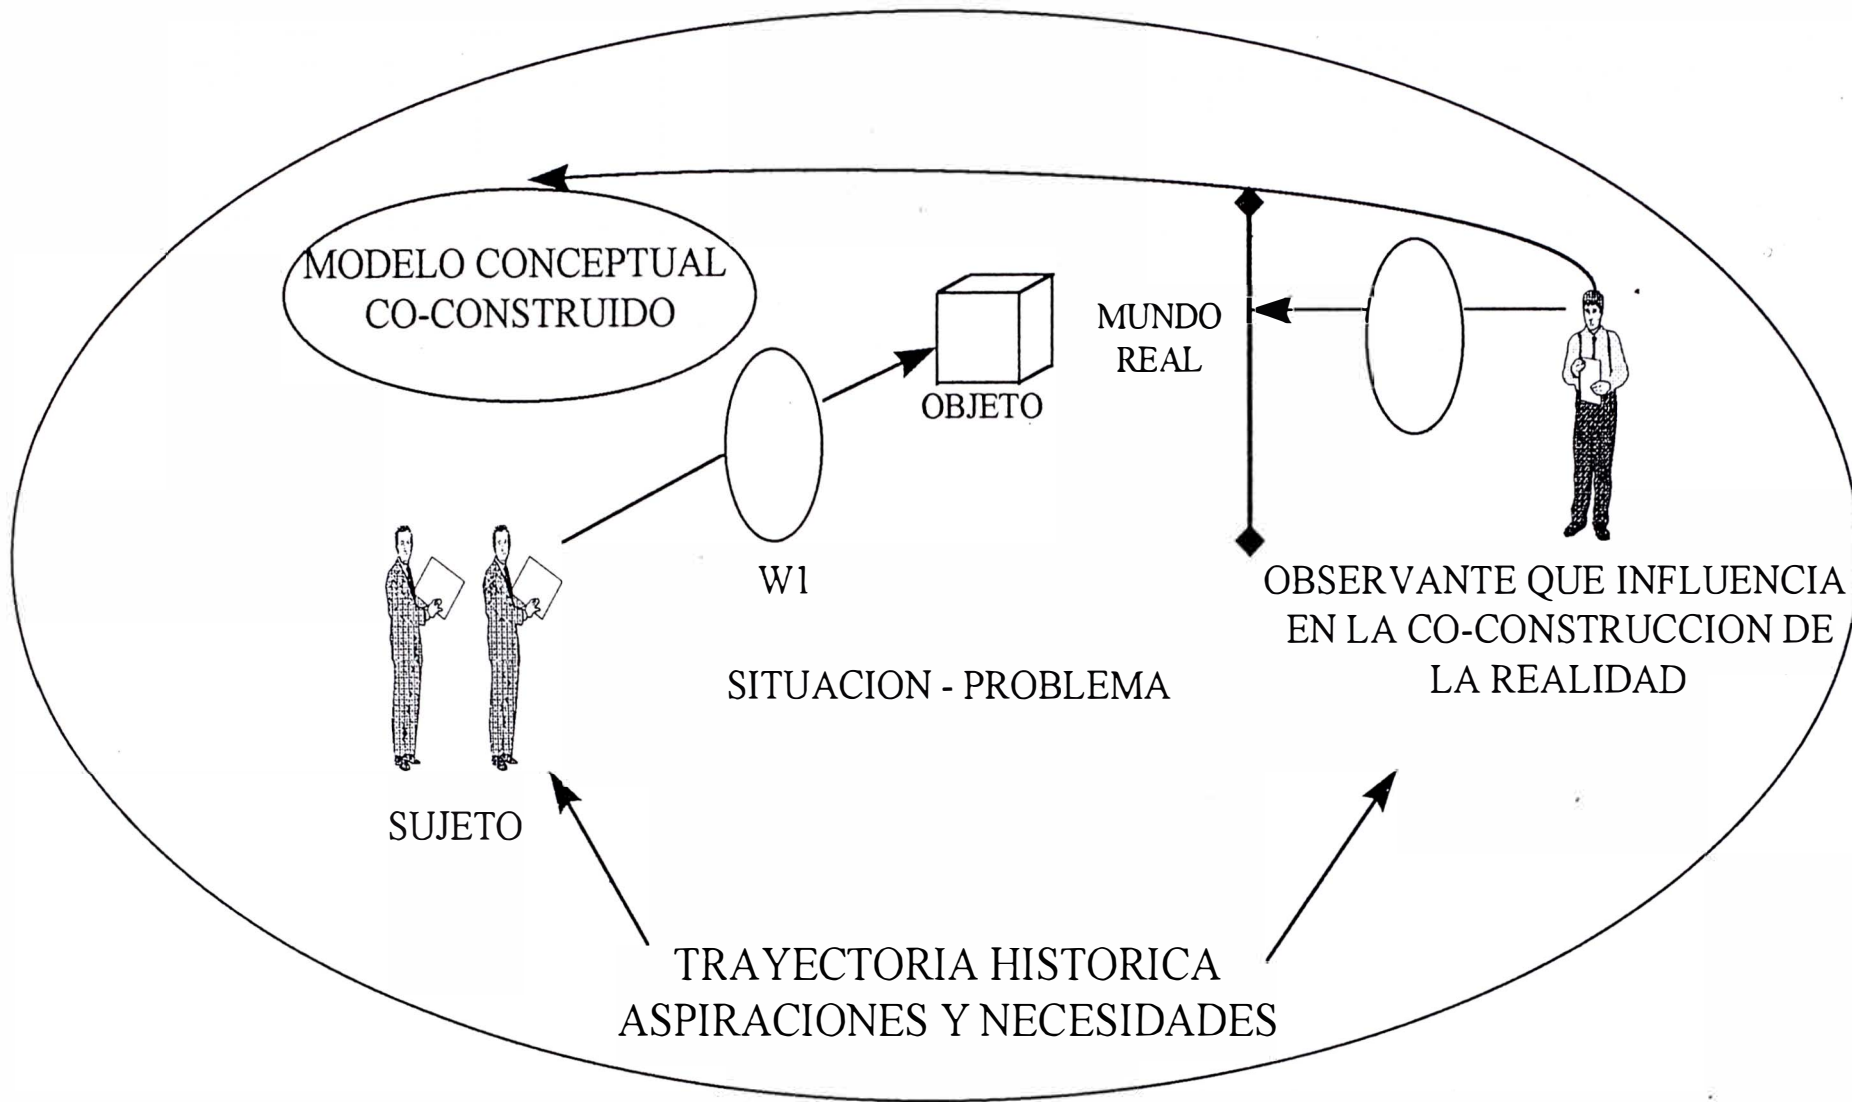 MODELO CONCEPTUAL
CO-CONSTRUIDO
OBJETO
MUNDO
REAL
W1
OBSERVANTE QUE INFLUENCIA
EN LA CO-CONSTRUCCION DE
LA REALIDAD
SITUACION - PROBLEMA
SUJETO
TRAYECTORIA HISTORICA
ASPIRACIONES Y NECESIDADES